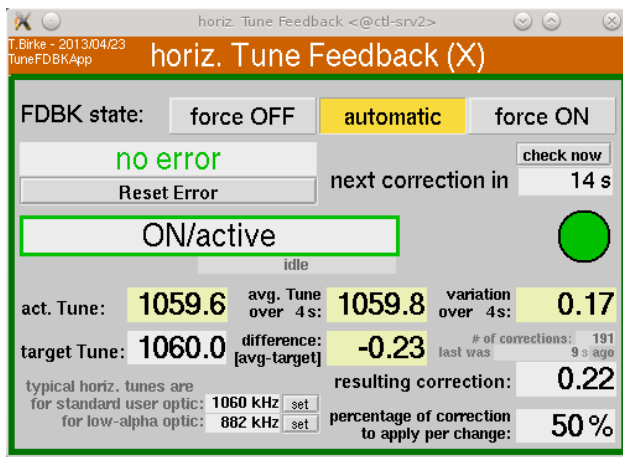 horiz. Tune Feedback <@ctl-srv2>
T.Birke - 2013/04/23
TuneFDBKApp
horiz. Tune Feedback (X)
FDBK state: force OFF automatic force ON
no error
check now
Reset Error
next correction in 14 s
ON/active
idle
act. Tune: 1059.6 avg. Tune over 4 s: 1059.8 variation over 4s: 0.17
target Tune: 1060.0 difference: [avg-target] -0.23 # of corrections: 191
last was 9 s ago
typical horiz. tunes are
for standard user optic: 1060 kHz set
for low-alpha optic: 882 kHz set
resulting correction: 0.22
percentage of correction
to apply per change: 50 %